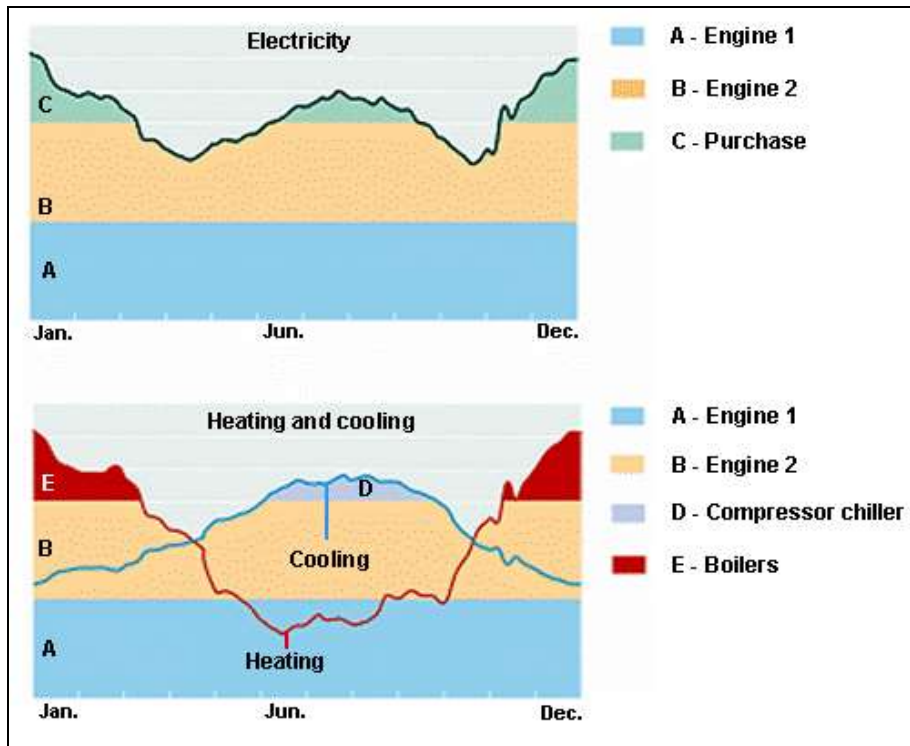 Electricity
A - Engine 1
B - Engine 2
C - Purchase
C
B
A
Jan. Jun. Dec.
Heating and cooling
A - Engine 1
B - Engine 2
D - Compressor chiller
E - Boilers
E
D
B
Cooling
A
Heating
Jan. Jun. Dec.